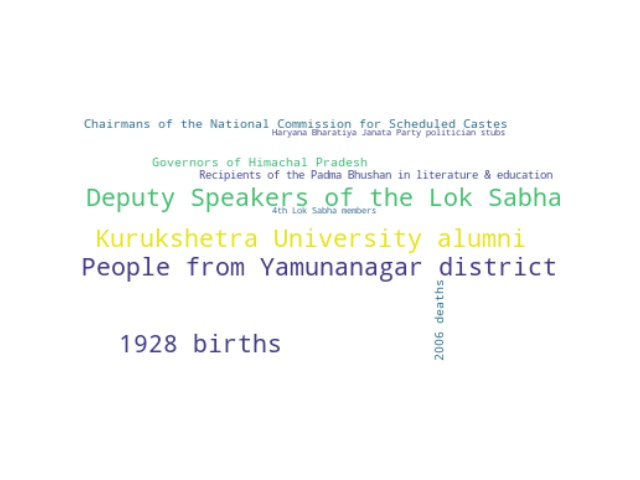 Chairmans of the National Commission for Scheduled Castes
Haryana Bharatiya Janata Party politician stubs
Governors of Himachal Pradesh
Recipients of the Padma Bhushan in literature & education
Deputy Speakers of the Lok Sabha
4th Lok Sabha members
Kurukshetra University alumni
People from Yamunanagar district
2006 deaths
1928 births